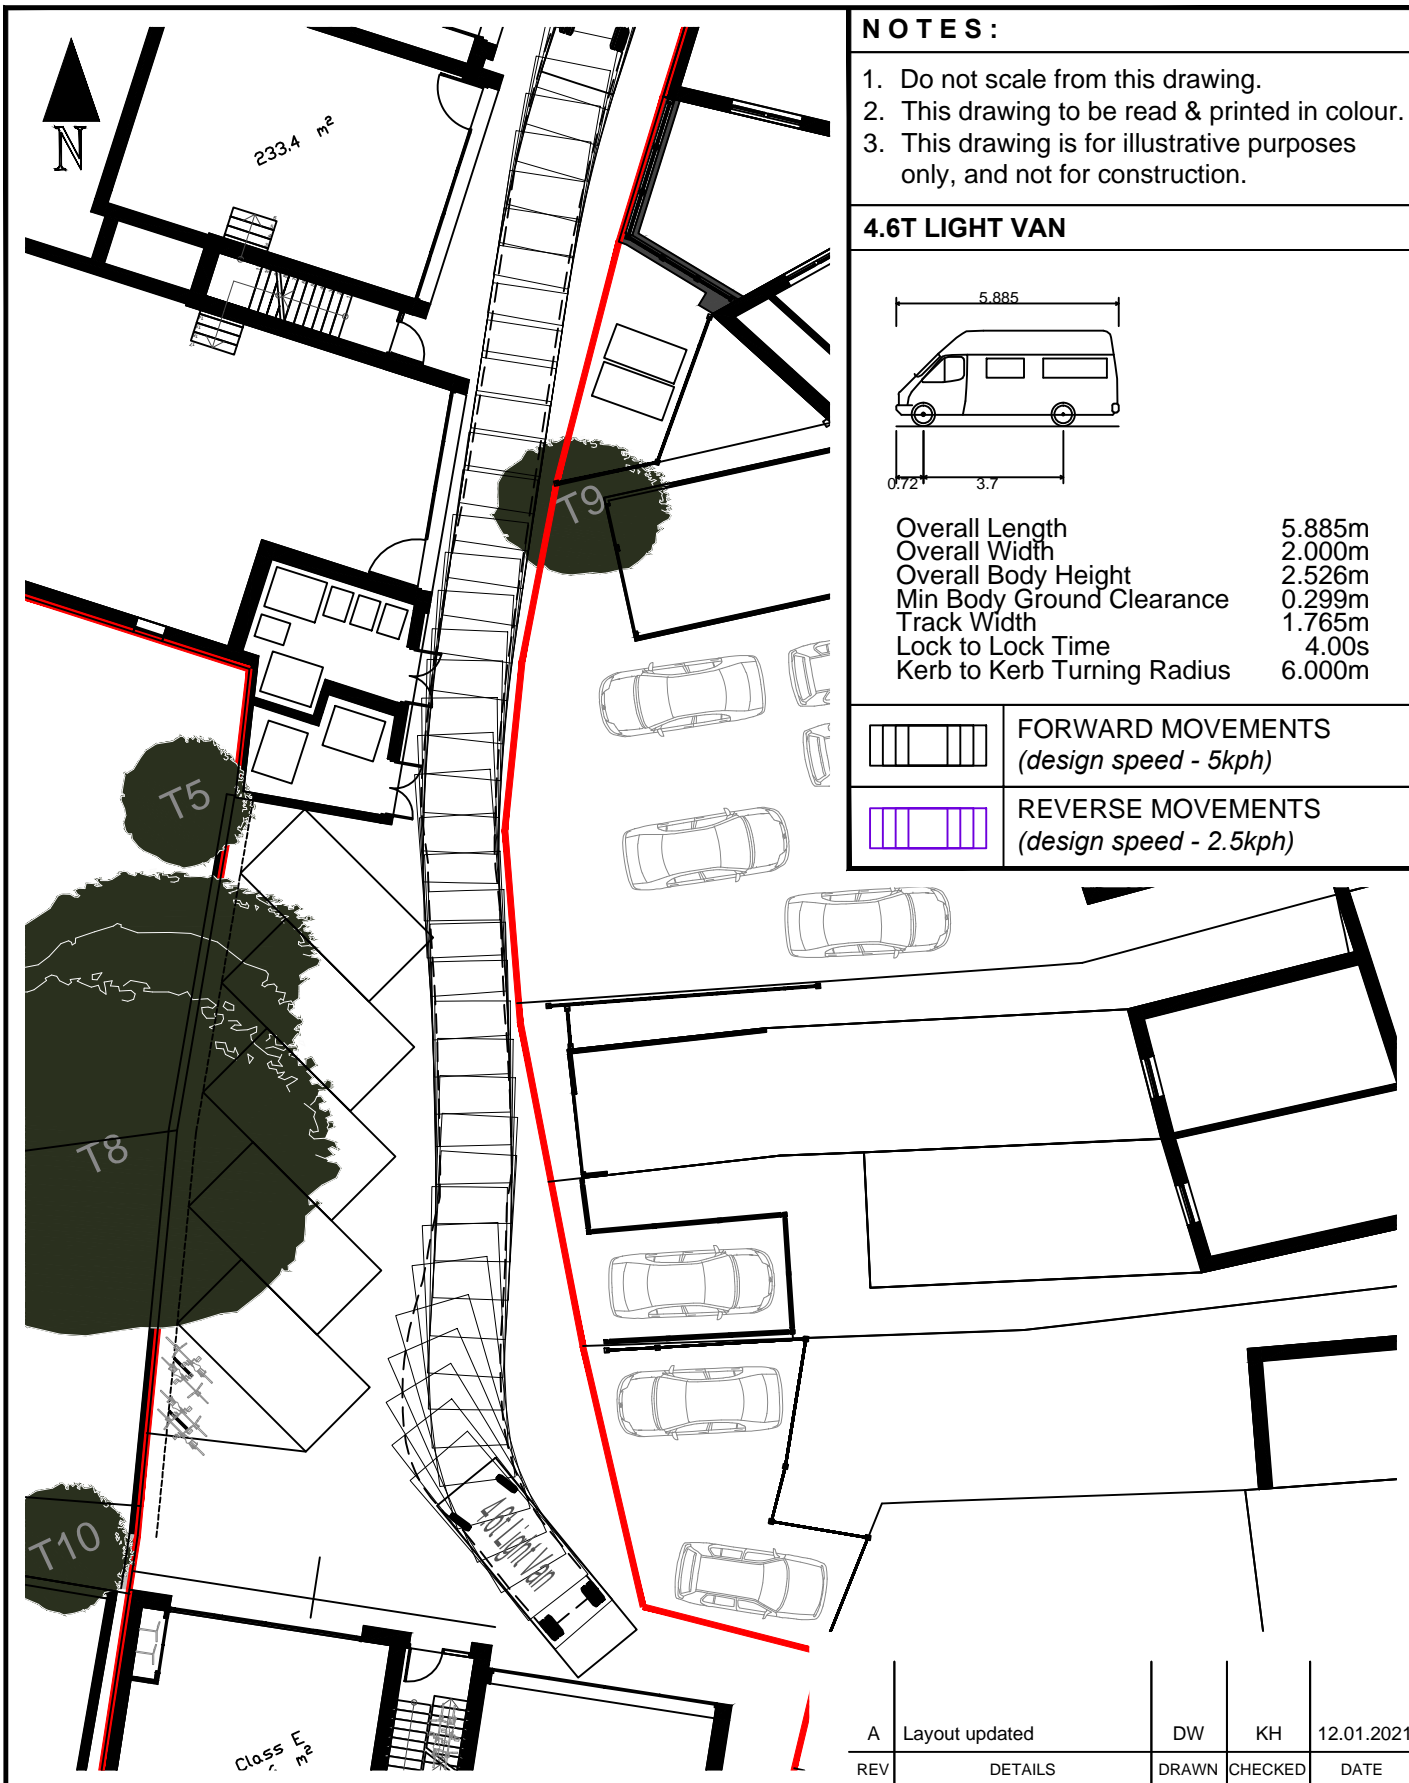 NOTES:
1. Do not scale from this drawing.
2. This drawing to be read & printed in colour.
3. This drawing is for illustrative purposes
only, and not for construction.
4.6T LIGHT VAN
5.885
0.72 3.7
Overall Length 5.885m
Overall Width 2.000m
Overall Body Height 2.526m
Min Body Ground Clearance 0.299m
Track Width 1.765m
Lock to Lock Time 4.00s
Kerb to Kerb Turning Radius 6.000m
FORWARD MOVEMENTS
(design speed - 5kph)
REVERSE MOVEMENTS
(design speed - 2.5kph)
N
233.4 m²
T9
T5
T8
T10
4.6t Light Van
Class E
m²
A Layout updated DW KH 12.01.2021
REV DETAILS DRAWN CHECKED DATE